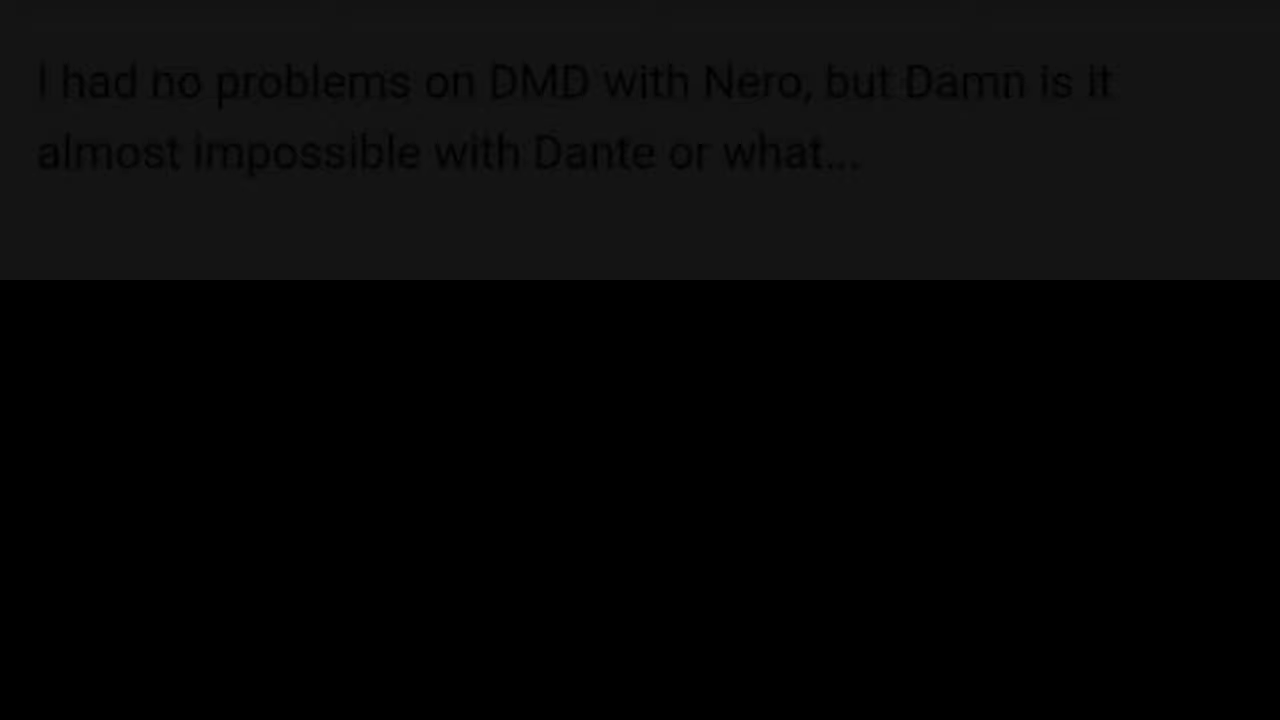 I had no problems on DMD with Nero, but Damn is it
almost impossible with Dante or what...